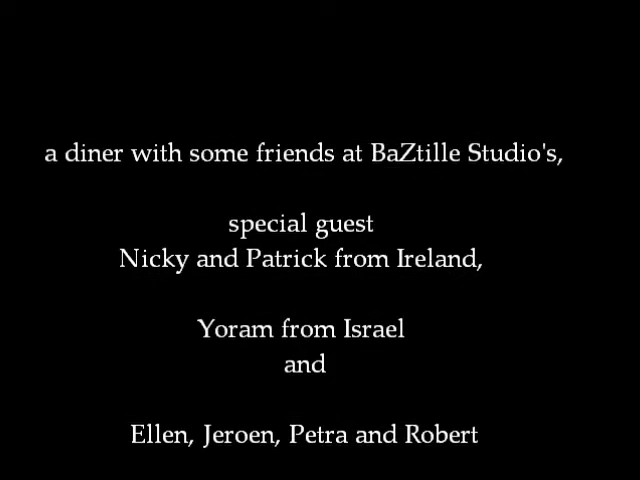 a diner with some friends at BaZtille Studio's,
special guest
Nicky and Patrick from Ireland,
Yoram from Israel
and
Ellen, Jeroen, Petra and Robert